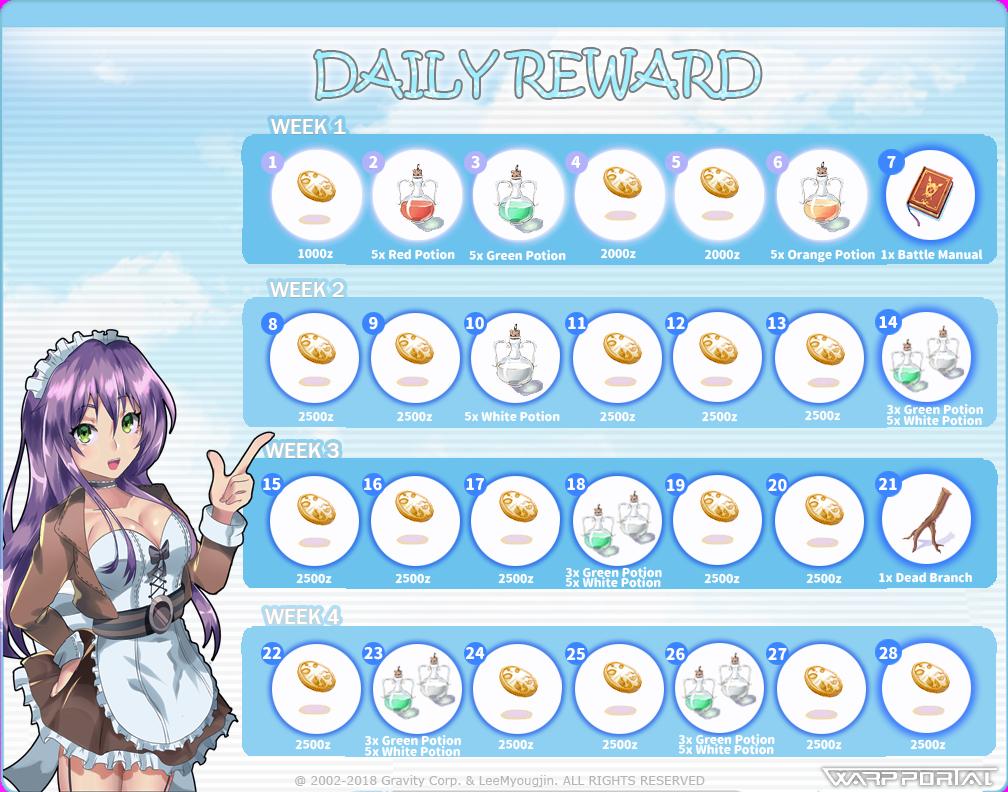 DAILY REWARD
WEEK 1
1 2 3 4 5 6 7
1000z 5x Red Potion 5x Green Potion 2000z 2000z 5x Orange Potion 1x Battle Manual
WEEK 2
8 9 10 11 12 13 14
2500z 2500z 5x White Potion 2500z 2500z 2500z 3x Green Potion
5x White Potion
WEEK 3
15 16 17 18 19 20 21
2500z 2500z 2500z 3x Green Potion 2500z 2500z 1x Dead Branch
5x White Potion
WEEK 4
22 23 24 25 26 27 28
2500z 3x Green Potion 2500z 2500z 3x Green Potion 2500z 2500z
5x White Potion 5x White Potion
© 2002-2018 Gravity Corp. & LeeMyougjin. ALL RIGHTS RESERVED
WARP PORTAL